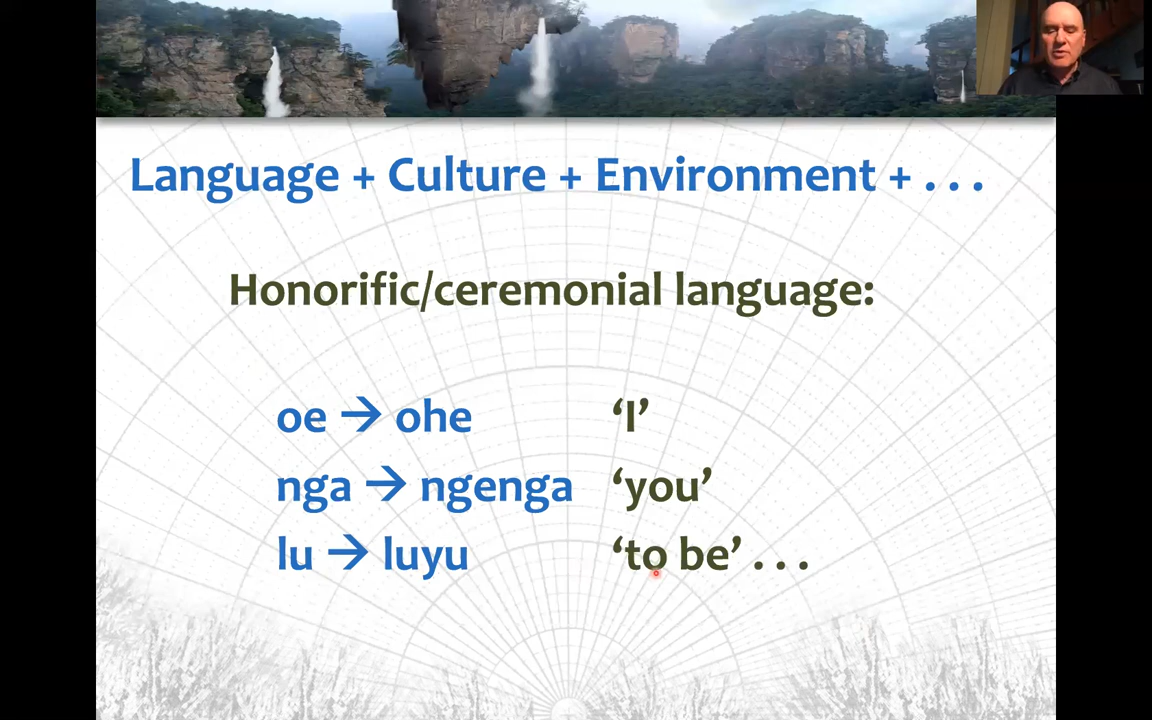 Language + Culture + Environment + . . .
Honorific/ceremonial language:
oe → ohe ‘I’
nga → ngenga ‘you’
lu → luyu ‘to be’ . . .